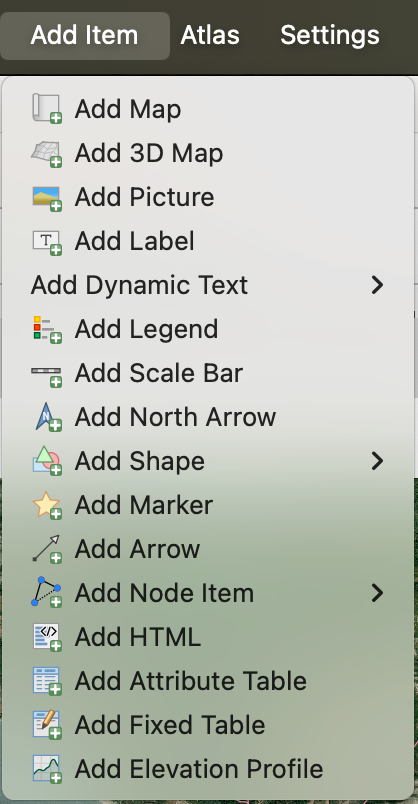 Add Item Atlas Settings
Add Map
Add 3D Map
Add Picture
Add Label
Add Dynamic Text
Add Legend
Add Scale Bar
Add North Arrow
Add Shape
Add Marker
Add Arrow
Add Node Item
Add HTML
Add Attribute Table
Add Fixed Table
Add Elevation Profile